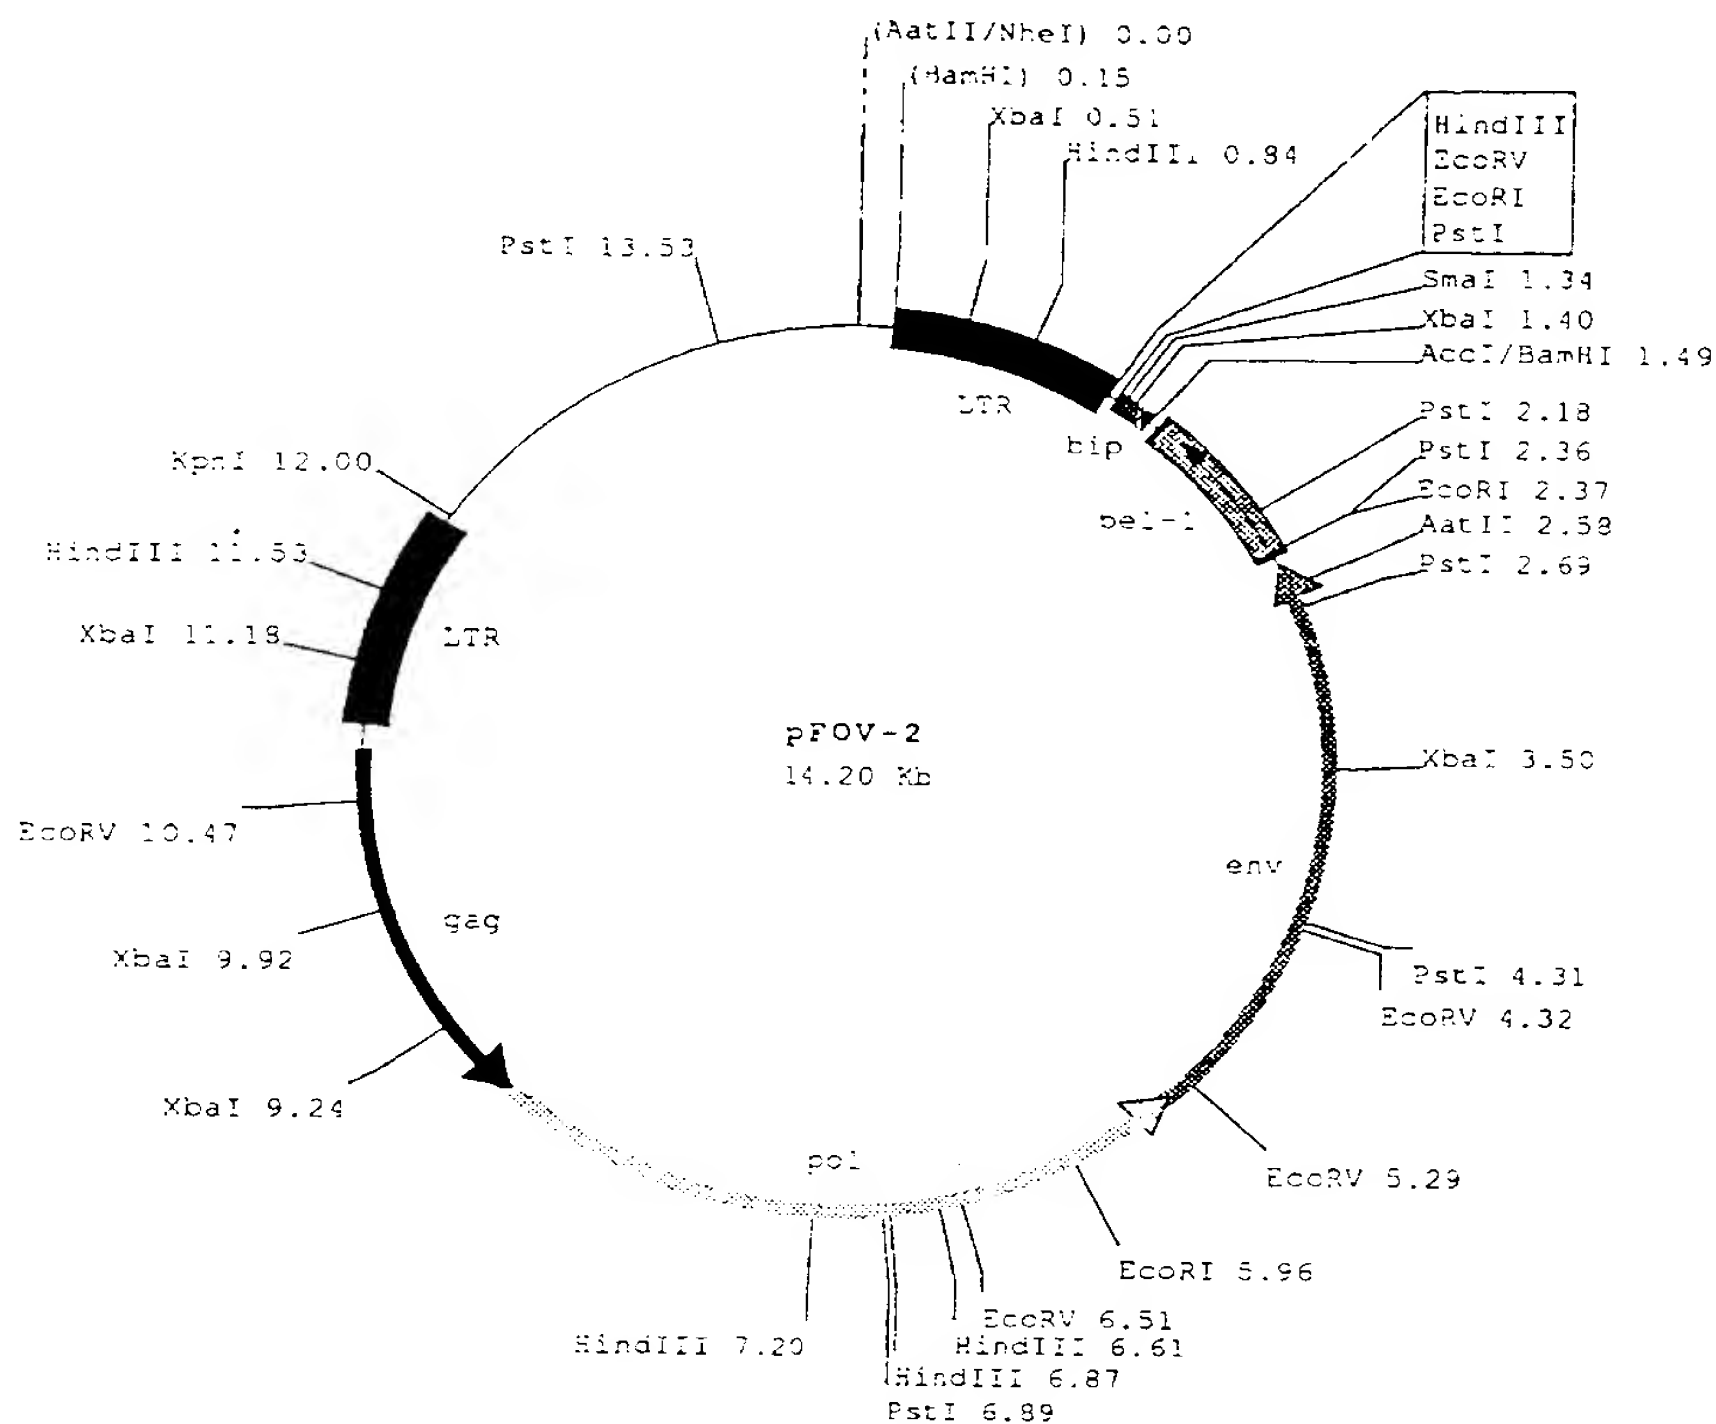 (AatII/NheI) 0.00
(BamHI) 0.15
XbaI 0.51
HindIII 0.84
HindIII
EcoRV
EcoRI
PstI
SmaI 1.34
XbaI 1.40
AccI/BamHI 1.49
PstI 2.18
PstI 2.36
EcoRI 2.37
AatII 2.58
PstI 2.69
XbaI 3.50
PstI 4.31
EcoRV 4.32
EcoRV 5.29
EcoRI 5.96
EcoRV 6.51
HindIII 6.61
HindIII 6.87
PstI 6.89
HindIII 7.20
XbaI 9.24
XbaI 9.92
EcoRV 10.47
XbaI 11.18
HindIII 11.53
KpnI 12.00
PstI 13.53
LTR
bip
bel-1
env
pol
gag
LTR
pFOV-2
14.20 Kb